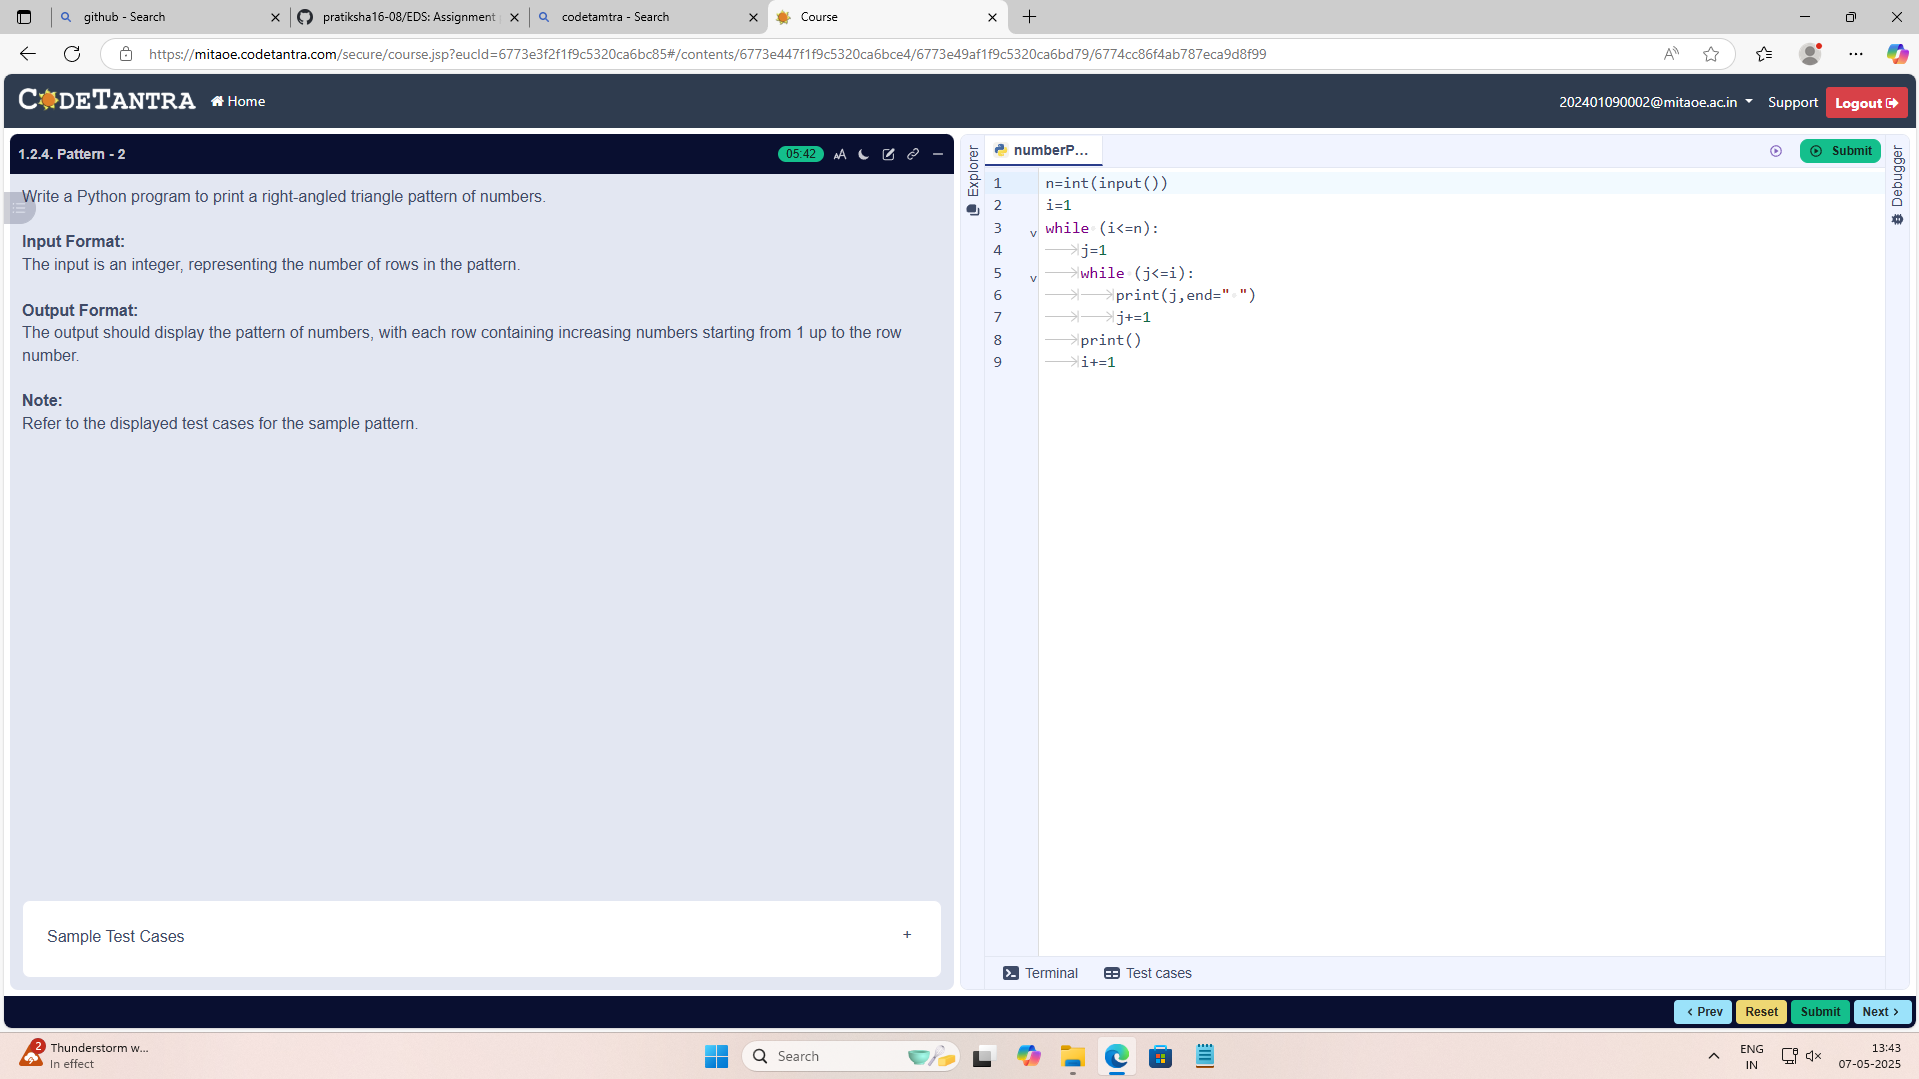 github - Search
pratiksha16-08/EDS: Assignment
codetamtra - Search
Course
https://mitaoe.codetantra.com/secure/course.jsp?eucId=6773e3f2f1f9c5320ca6bc85#/contents/6773e447f1f9c5320ca6bce4/6773e49af1f9c5320ca6bd79/6774cc86f4ab787eca9d8f99
CODETANTRA
Home
202401090002@mitaoe.ac.in
Support
Logout
1.2.4. Pattern - 2
05:42
AA
Write a Python program to print a right-angled triangle pattern of numbers.
Input Format:
The input is an integer, representing the number of rows in the pattern.
Output Format:
The output should display the pattern of numbers, with each row containing increasing numbers starting from 1 up to the row
number.
Note:
Refer to the displayed test cases for the sample pattern.
Sample Test Cases
+
Explorer
numberP...
Submit
Debugger
1 n=int(input())
2 i=1
3 while (i<=n):
4 j=1
5 while (j<=i):
6 print(j,end=" ")
7 j+=1
8 print()
9 i+=1
Terminal
Test cases
Prev
Reset
Submit
Next
2
Thunderstorm w...
In effect
Search
ENG
IN
13:43
07-05-2025